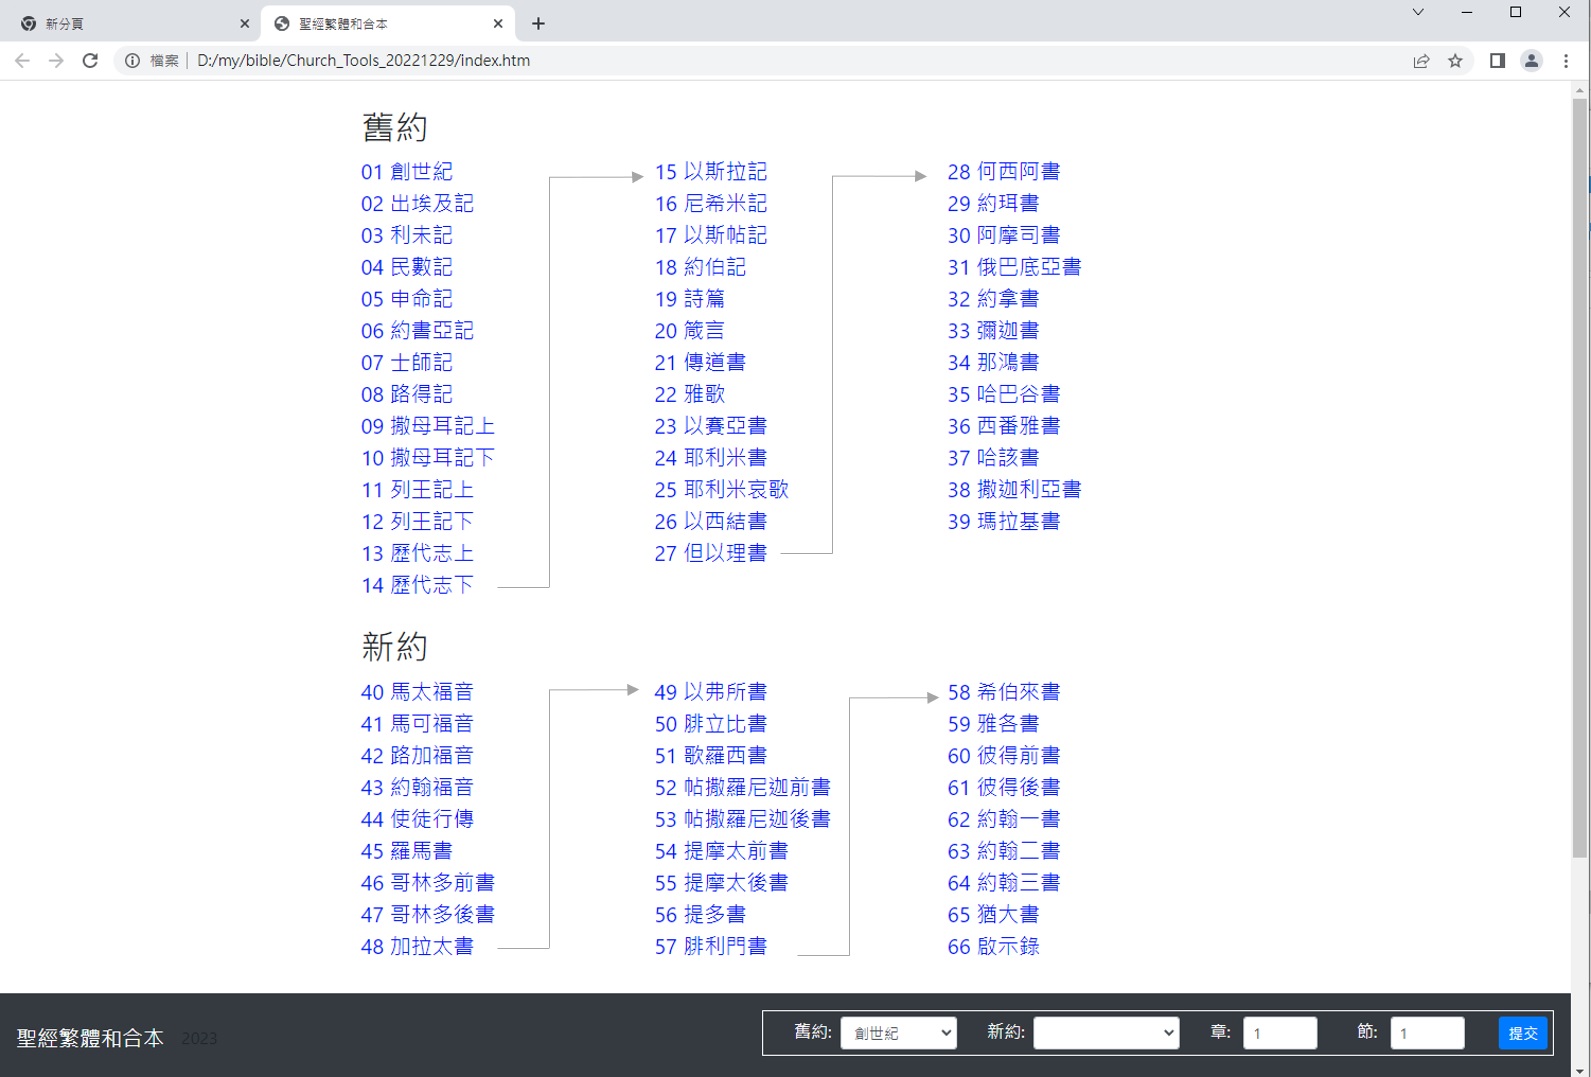 新分頁
聖經繁體和合本
檔案 D:/my/bible/Church_Tools_20221229/index.htm
舊約
01 創世紀
02 出埃及記
03 利未記
04 民數記
05 申命記
06 約書亞記
07 士師記
08 路得記
09 撒母耳記上
10 撒母耳記下
11 列王記上
12 列王記下
13 歷代志上
14 歷代志下
15 以斯拉記
16 尼希米記
17 以斯帖記
18 約伯記
19 詩篇
20 箴言
21 傳道書
22 雅歌
23 以賽亞書
24 耶利米書
25 耶利米哀歌
26 以西結書
27 但以理書
28 何西阿書
29 約珥書
30 阿摩司書
31 俄巴底亞書
32 約拿書
33 彌迦書
34 那鴻書
35 哈巴谷書
36 西番雅書
37 哈該書
38 撒迦利亞書
39 瑪拉基書
新約
40 馬太福音
41 馬可福音
42 路加福音
43 約翰福音
44 使徒行傳
45 羅馬書
46 哥林多前書
47 哥林多後書
48 加拉太書
49 以弗所書
50 腓立比書
51 歌羅西書
52 帖撒羅尼迦前書
53 帖撒羅尼迦後書
54 提摩太前書
55 提摩太後書
56 提多書
57 腓利門書
58 希伯來書
59 雅各書
60 彼得前書
61 彼得後書
62 約翰一書
63 約翰二書
64 約翰三書
65 猶大書
66 啟示錄
聖經繁體和合本 2023
舊約: 創世紀 新約: 章: 1 節: 1 提交